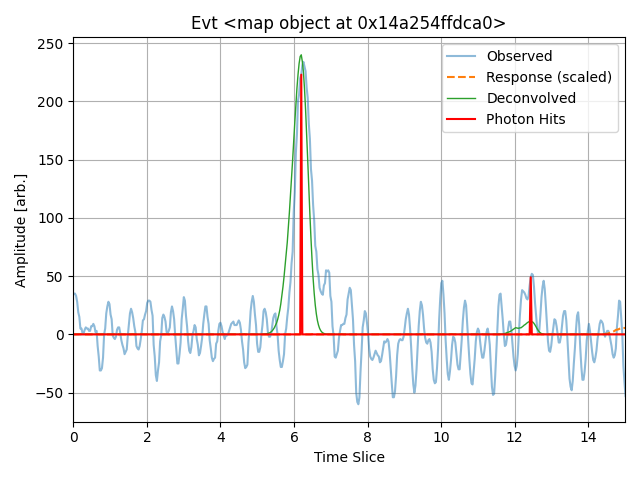 Evt <map object at 0x14a254ffdca0>
Observed
Response (scaled)
Deconvolved
Photon Hits
Amplitude [arb.]
250
200
150
100
50
0
−50
0 2 4 6 8 10 12 14
Time Slice